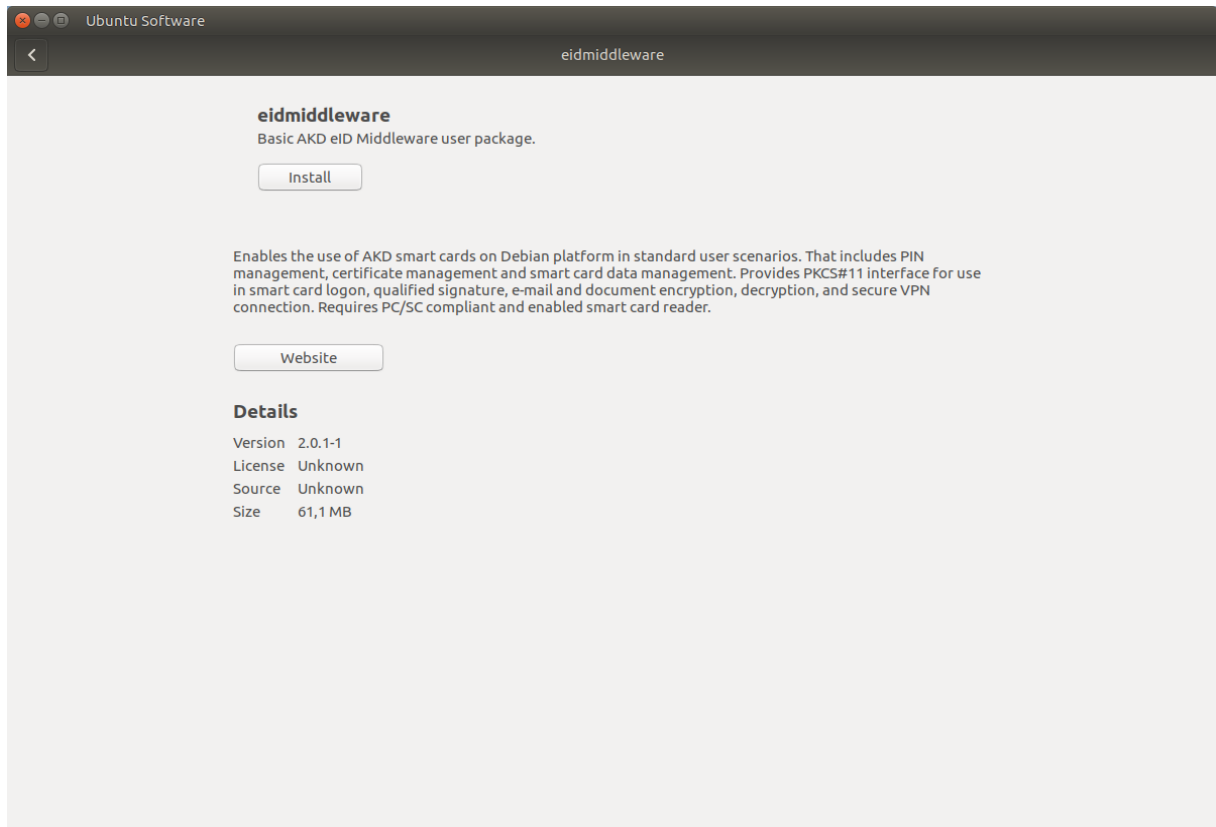 Ubuntu Software
eidmiddleware
eidmiddleware
Basic AKD eID Middleware user package.
Install
Enables the use of AKD smart cards on Debian platform in standard user scenarios. That includes PIN
management, certificate management and smart card data management. Provides PKCS#11 interface for use
in smart card logon, qualified signature, e-mail and document encryption, decryption, and secure VPN
connection. Requires PC/SC compliant and enabled smart card reader.
Website
Details
Version 2.0.1-1
License Unknown
Source Unknown
Size 61,1 MB